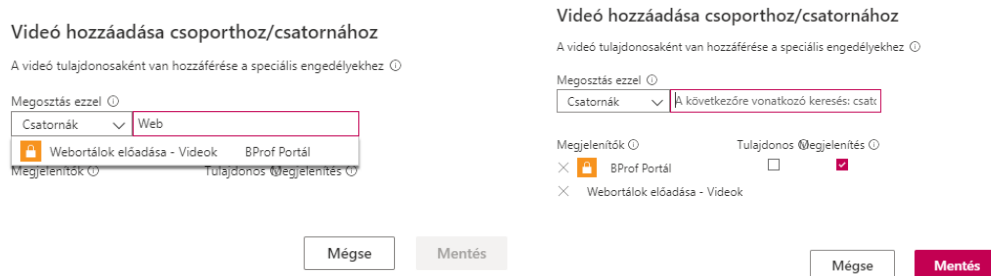 Videó hozzáadása csoporthoz/csatornához
A videó tulajdonosaként van hozzáférése a speciális engedélyekhez
Megosztás ezzel
Csatornák Web
Webortálok előadása - Videok BProf Portál
Megjelenítők Tulajdonos Megjelenítés
Mégse Mentés
Videó hozzáadása csoporthoz/csatornához
A videó tulajdonosaként van hozzáférése a speciális engedélyekhez
Megosztás ezzel
Csatornák A következőre vonatkozó keresés: csato
Megjelenítők Tulajdonos Megjelenítés
BProf Portál
Webortálok előadása - Videok
Mégse Mentés